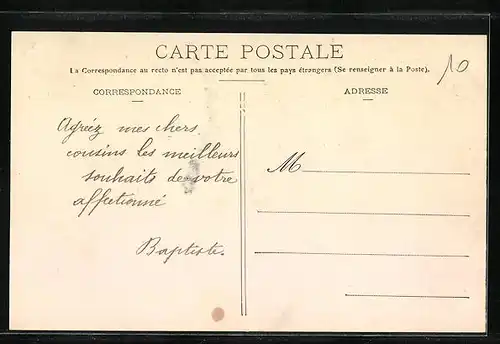 CARTE POSTALE
La Correspondance au recto n'est pas acceptée par tous les pays étrangers (Se renseigner à la Poste).
10
CORRESPONDANCE
Agréez mes chers
cousins les meilleurs
souhaits de votre
affectionné
Baptiste.
ADRESSE
M